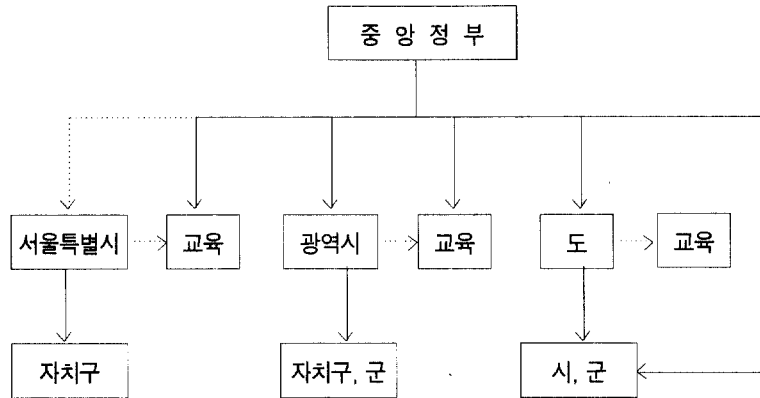 중 앙 정 부
서울특별시
교육
광역시
교육
도
교육
자치구
자치구, 군
시, 군